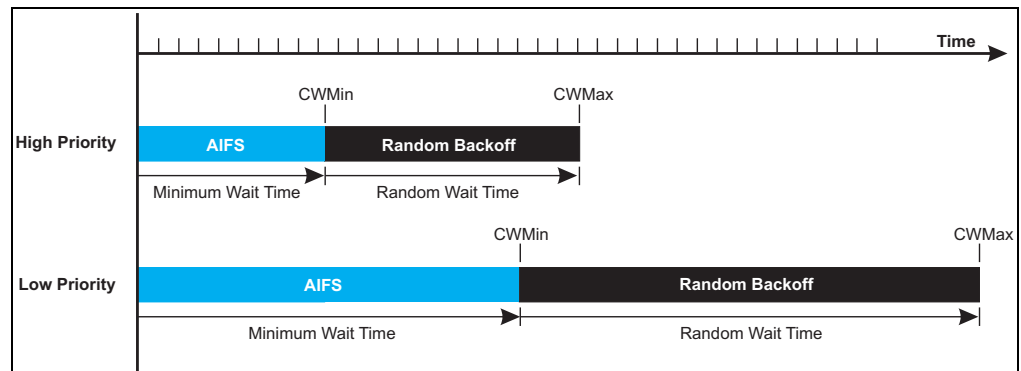 Time
CWMin CWMax
High Priority AIFS Random Backoff
Minimum Wait Time Random Wait Time
CWMin CWMax
Low Priority AIFS Random Backoff
Minimum Wait Time Random Wait Time